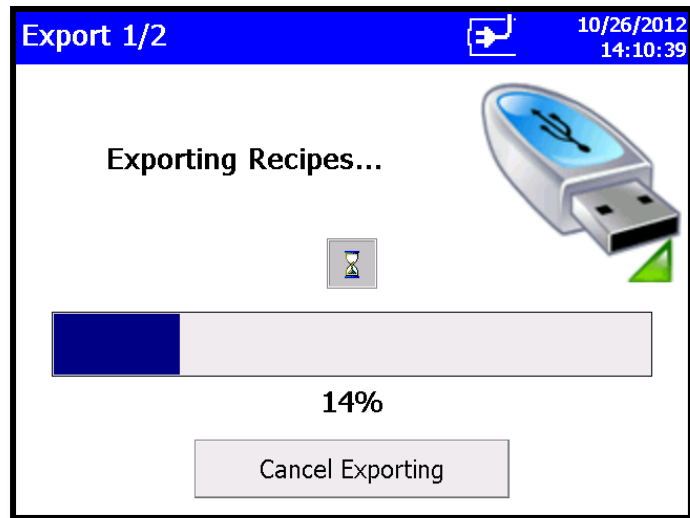 Export 1/2
10/26/2012
14:10:39
Exporting Recipes...
14%
Cancel Exporting